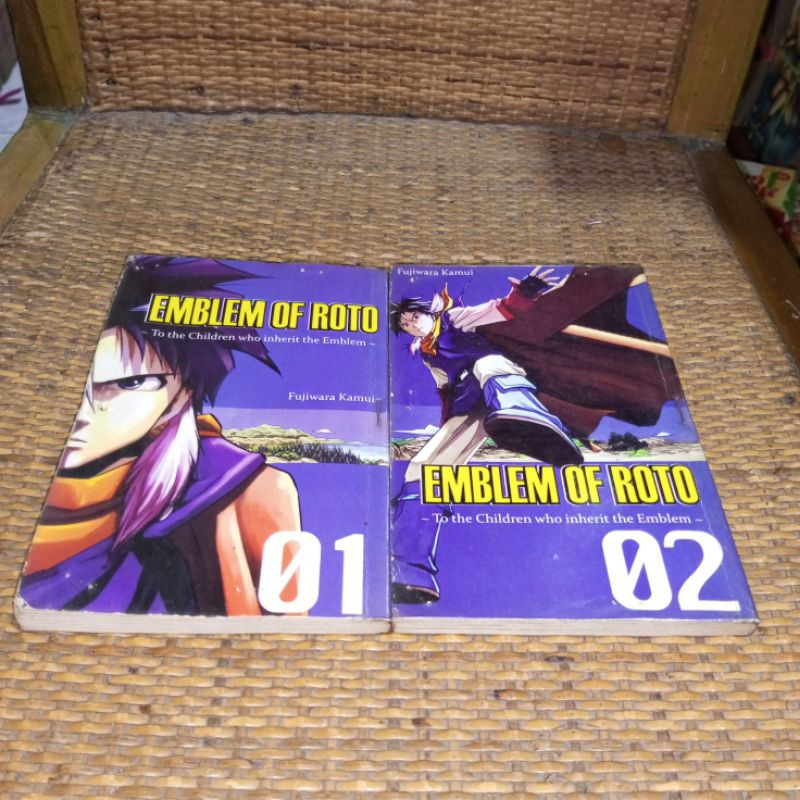 EMBLEM OF ROTO
~ To the Children who inherit the Emblem ~
Fujiwara Kamui
01
Fujiwara Kamui
EMBLEM OF ROTO
~ To the Children who inherit the Emblem ~
02